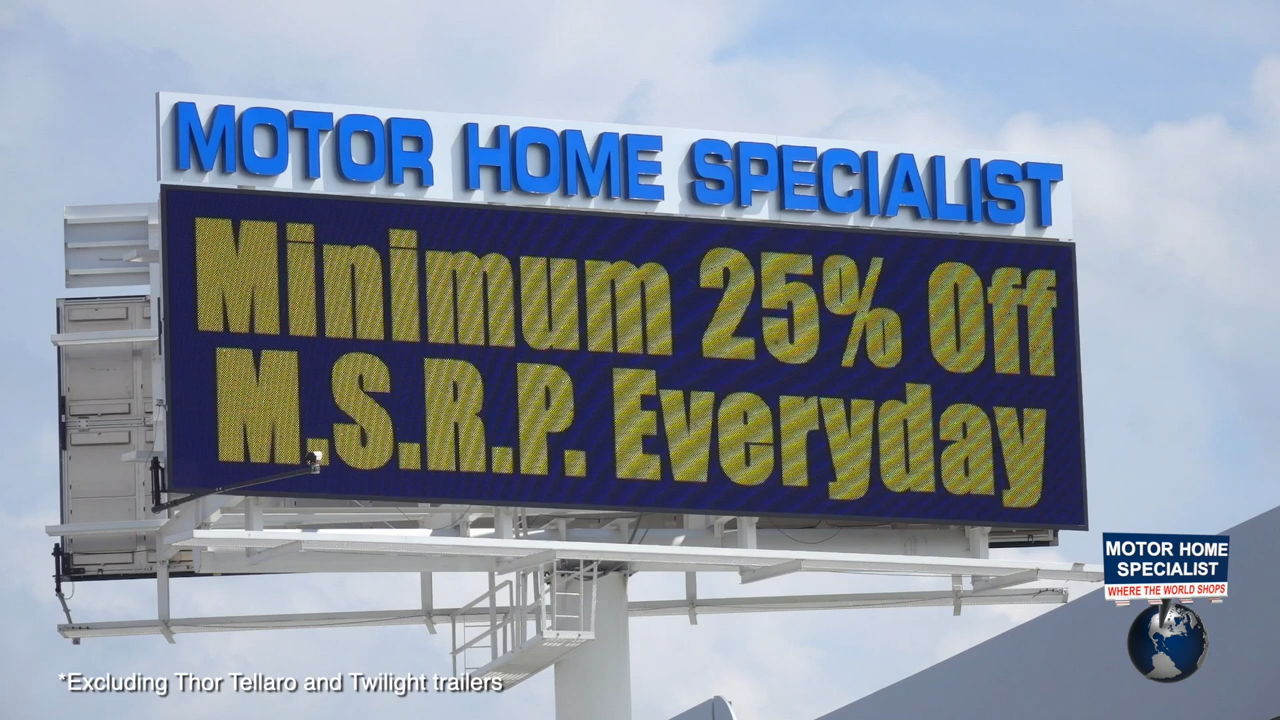 MOTOR HOME SPECIALIST
Minimum 25% Off
M.S.R.P. Everyday
MOTOR HOME
SPECIALIST
WHERE THE WORLD SHOPS
*Excluding Thor Tellaro and Twilight trailers